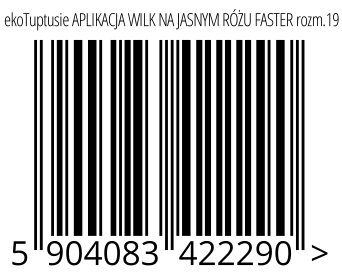 ekoTuptusie APLIKACJA WILK NA JASNYM RÓŻU FASTER rozm.19
5 904083 422290 >